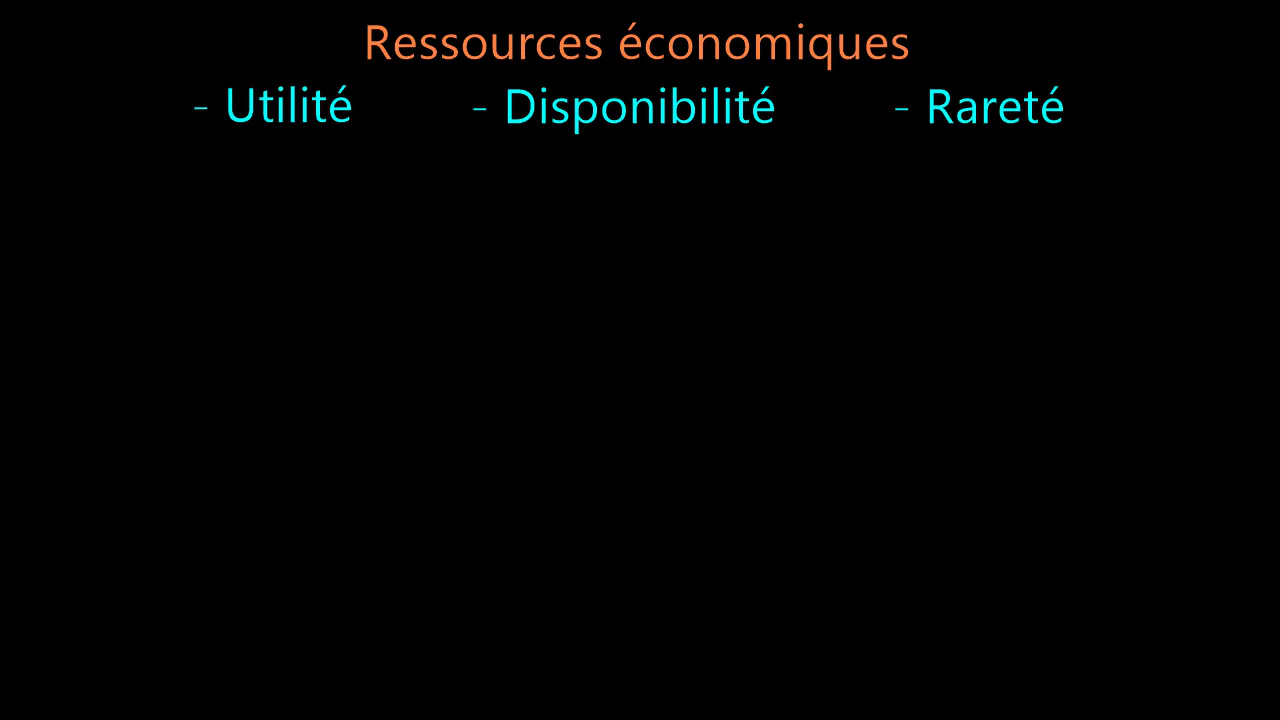 Ressources économiques
- Utilité - Disponibilité - Rareté